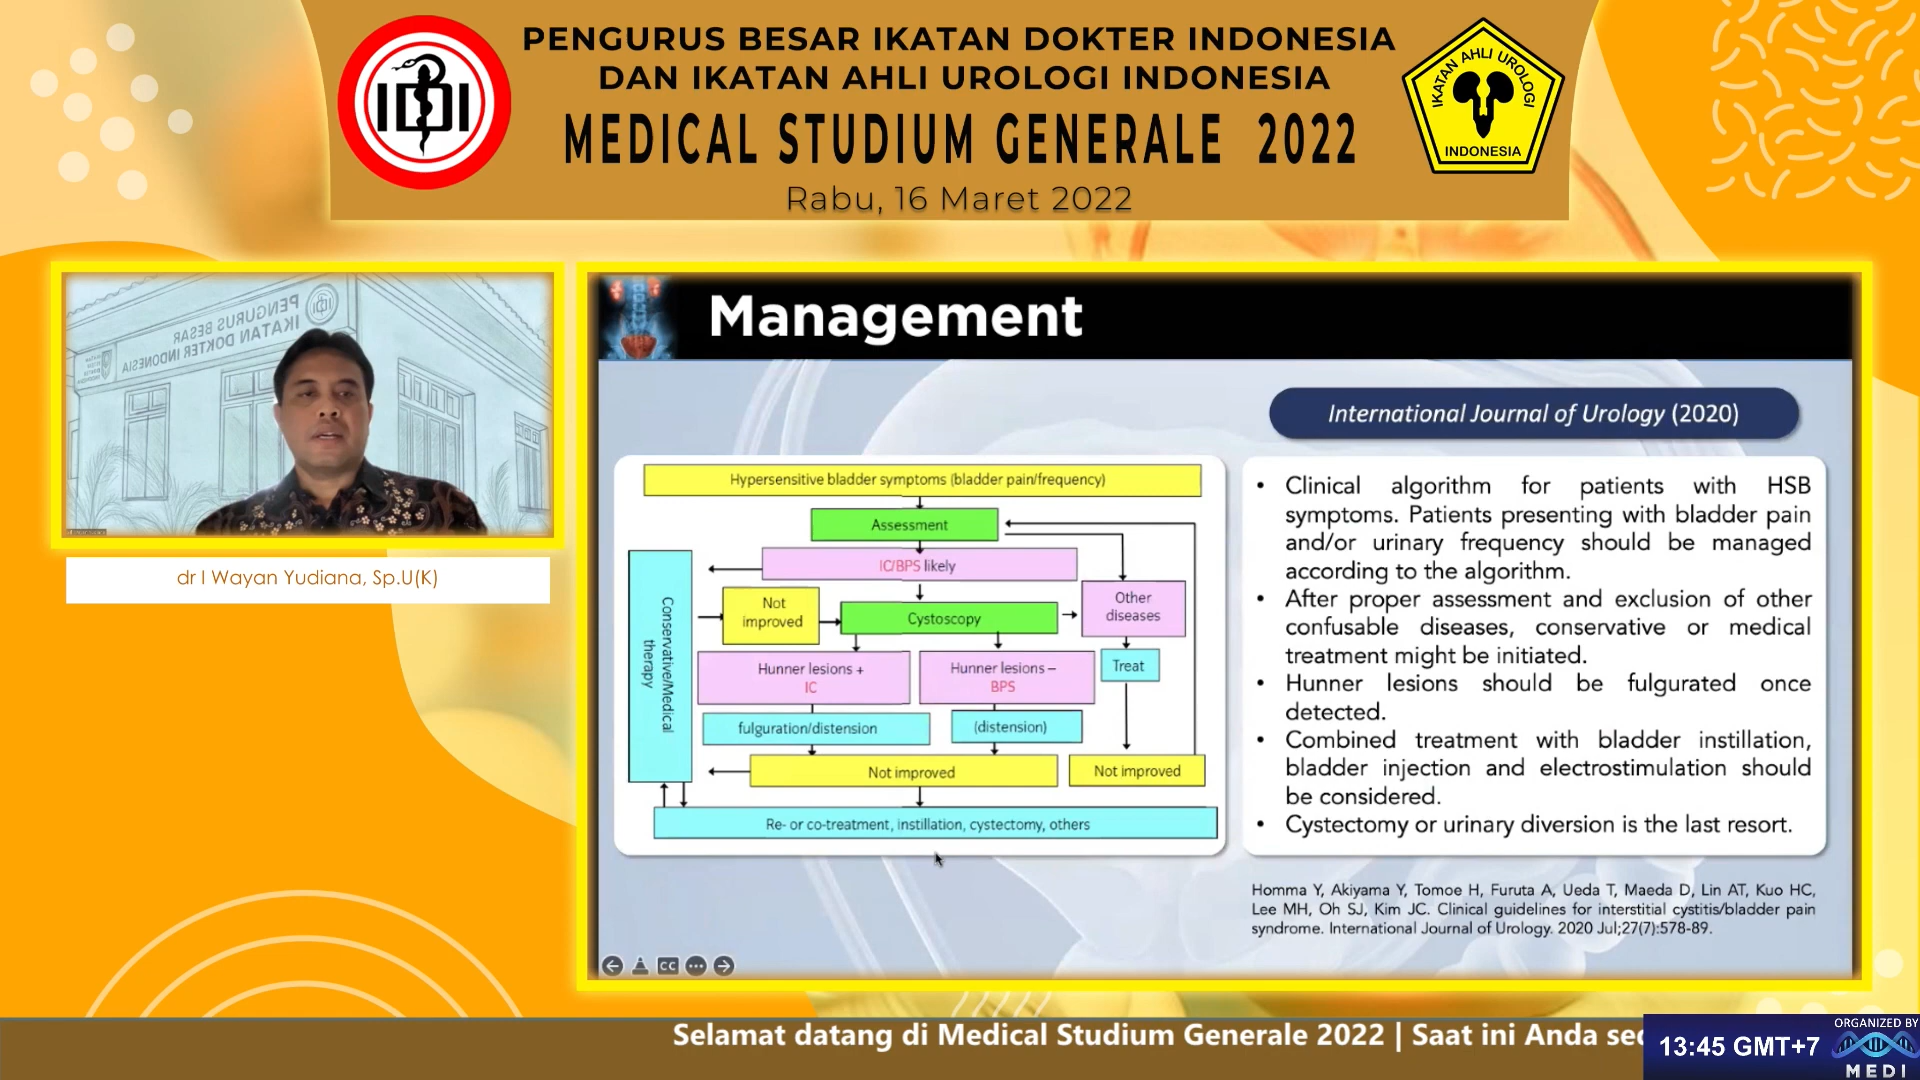 PENGURUS BESAR IKATAN DOKTER INDONESIA
DAN IKATAN AHLI UROLOGI INDONESIA
MEDICAL STUDIUM GENERALE 2022
Rabu, 16 Maret 2022
IDI
IKATAN AHLI UROLOGI
INDONESIA
PENGURUS BESAR
IKATAN DOKTER INDONESIA
dr I Wayan Yudiana, Sp.U(K)
Management
International Journal of Urology (2020)
Hypersensitive bladder symptoms (bladder pain/frequency)
Assessment
IC/BPS likely
Conservative/Medical
therapy
Not
improved
Cystoscopy
Other
diseases
Hunner lesions +
IC
Hunner lesions –
BPS
Treat
fulguration/distension
(distension)
Not improved
Not improved
Re- or co-treatment, instillation, cystectomy, others
• Clinical algorithm for patients with HSB
symptoms. Patients presenting with bladder pain
and/or urinary frequency should be managed
according to the algorithm.
• After proper assessment and exclusion of other
confusable diseases, conservative or medical
treatment might be initiated.
• Hunner lesions should be fulgurated once
detected.
• Combined treatment with bladder instillation,
bladder injection and electrostimulation should
be considered.
• Cystectomy or urinary diversion is the last resort.
Homma Y, Akiyama Y, Tomoe H, Furuta A, Ueda T, Maeda D, Lin AT, Kuo HC,
Lee MH, Oh SJ, Kim JC. Clinical guidelines for interstitial cystitis/bladder pain
syndrome. International Journal of Urology. 2020 Jul;27(7):578-89.
CC
Selamat datang di Medical Studium Generale 2022 | Saat ini Anda sec
13:45 GMT+7
ORGANIZED BY
MEDI